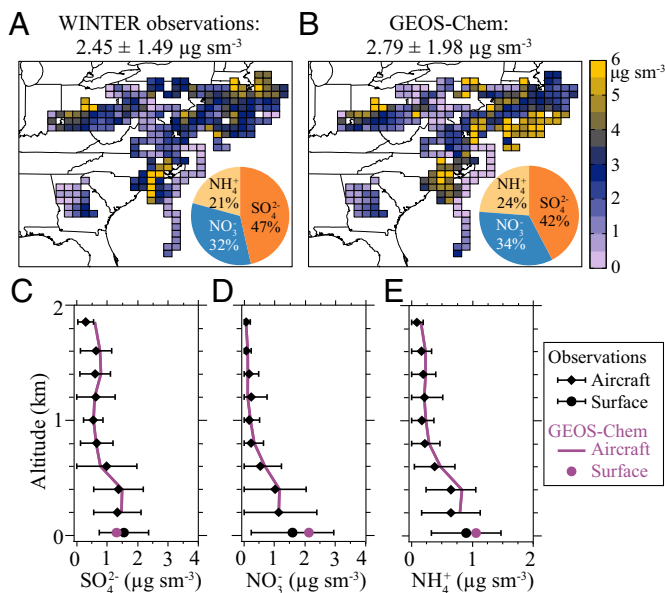 A WINTER observations:
2.45 ± 1.49 µg sm⁻³
B GEOS-Chem:
2.79 ± 1.98 µg sm⁻³
NH₄⁺
21%
SO₄²⁻
47%
NO₃⁻
32%
NH₄⁺
24%
SO₄²⁻
42%
NO₃⁻
34%
6
µg sm⁻³
5
4
3
2
1
0
C
D
E
2
1
0
Altitude (km)
0 1 2 3 4
SO₄²⁻ (µg sm⁻³)
0 1 2 3 4
NO₃⁻ (µg sm⁻³)
0 1 2
NH₄⁺ (µg sm⁻³)
Observations
Aircraft
Surface
GEOS-Chem
Aircraft
Surface